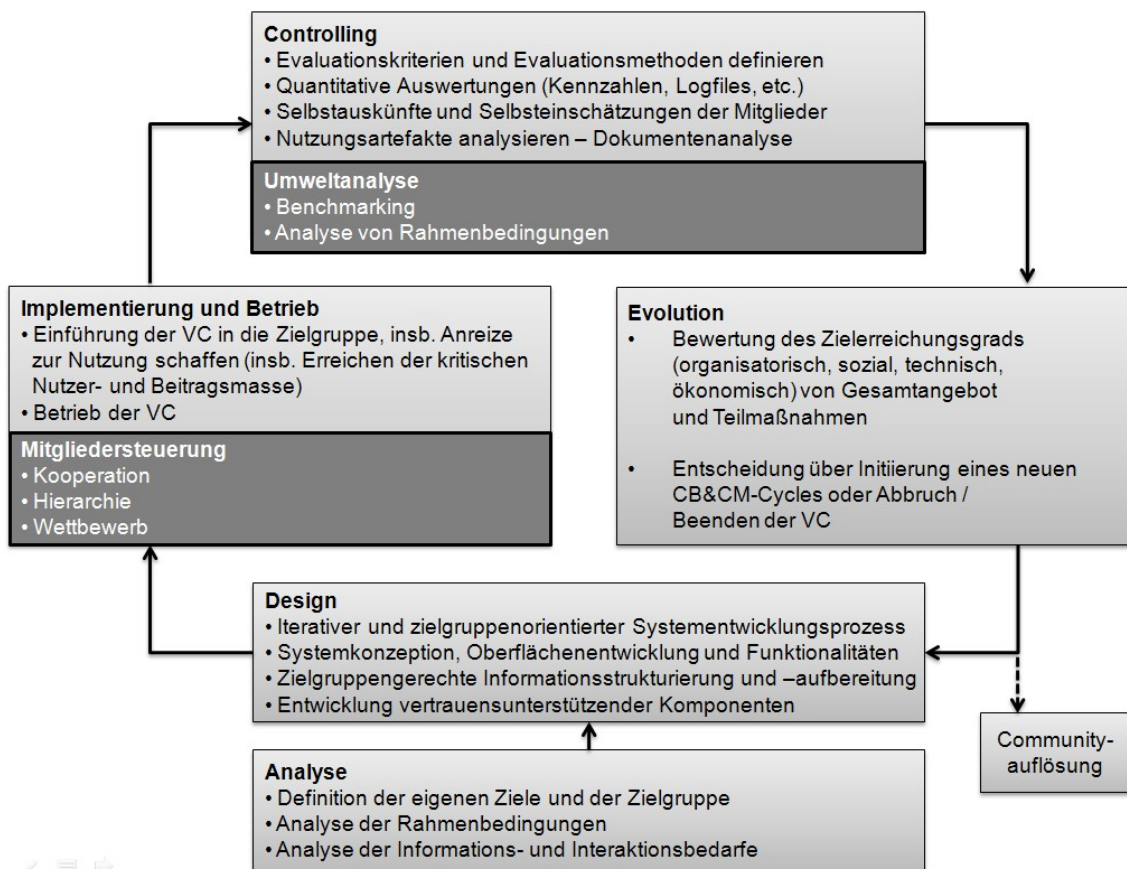 Controlling
• Evaluationskriterien und Evaluationsmethoden definieren
• Quantitative Auswertungen (Kennzahlen, Logfiles, etc.)
• Selbstauskünfte und Selbsteinschätzungen der Mitglieder
• Nutzungsartefakte analysieren – Dokumentenanalyse
Umweltanalyse
• Benchmarking
• Analyse von Rahmenbedingungen
Implementierung und Betrieb
• Einführung der VC in die Zielgruppe, insb. Anreize
zur Nutzung schaffen (insb. Erreichen der kritischen
Nutzer- und Beitragsmasse)
• Betrieb der VC
Mitgliedersteuerung
• Kooperation
• Hierarchie
• Wettbewerb
Evolution
• Bewertung des Zielerreichungsgrads
(organisatorisch, sozial, technisch,
ökonomisch) von Gesamtangebot
und Teilmaßnahmen
• Entscheidung über Initiierung eines neuen
CB&CM-Cycles oder Abbruch /
Beenden der VC
Design
• Iterativer und zielgruppenorientierter Systementwicklungsprozess
• Systemkonzeption, Oberflächenentwicklung und Funktionalitäten
• Zielgruppengerechte Informationsstrukturierung und –aufbereitung
• Entwicklung vertrauensunterstützender Komponenten
Community-
auflösung
Analyse
• Definition der eigenen Ziele und der Zielgruppe
• Analyse der Rahmenbedingungen
• Analyse der Informations- und Interaktionsbedarfe